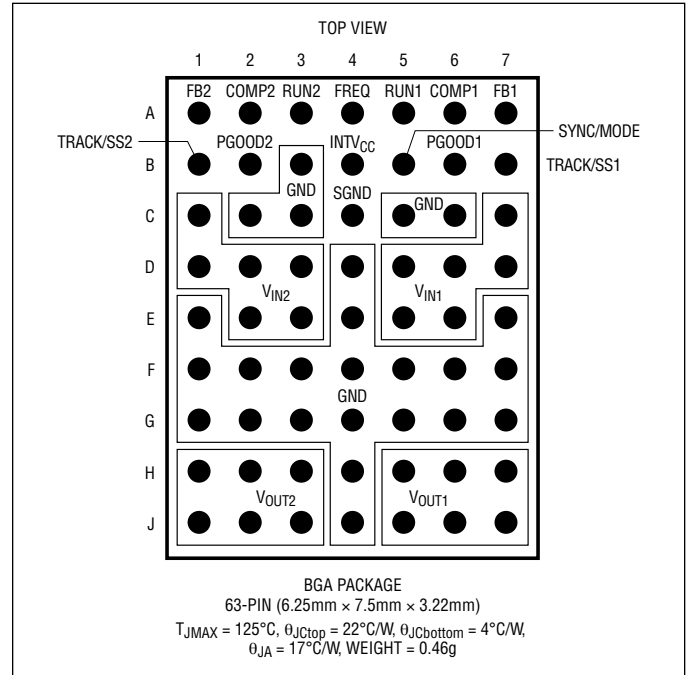 TOP VIEW
1 2 3 4 5 6 7
FB2 COMP2 RUN2 FREQ RUN1 COMP1 FB1
A
SYNC/MODE
TRACK/SS2 PGOOD2 INTVCC PGOOD1
B TRACK/SS1
GND SGND GND
C
D
VIN2 VIN1
E
F
GND
G
H
VOUT2 VOUT1
J
BGA PACKAGE
63-PIN (6.25mm × 7.5mm × 3.22mm)
TJMAX = 125°C, θJCtop = 22°C/W, θJCbottom = 4°C/W,
θJA = 17°C/W, WEIGHT = 0.46g